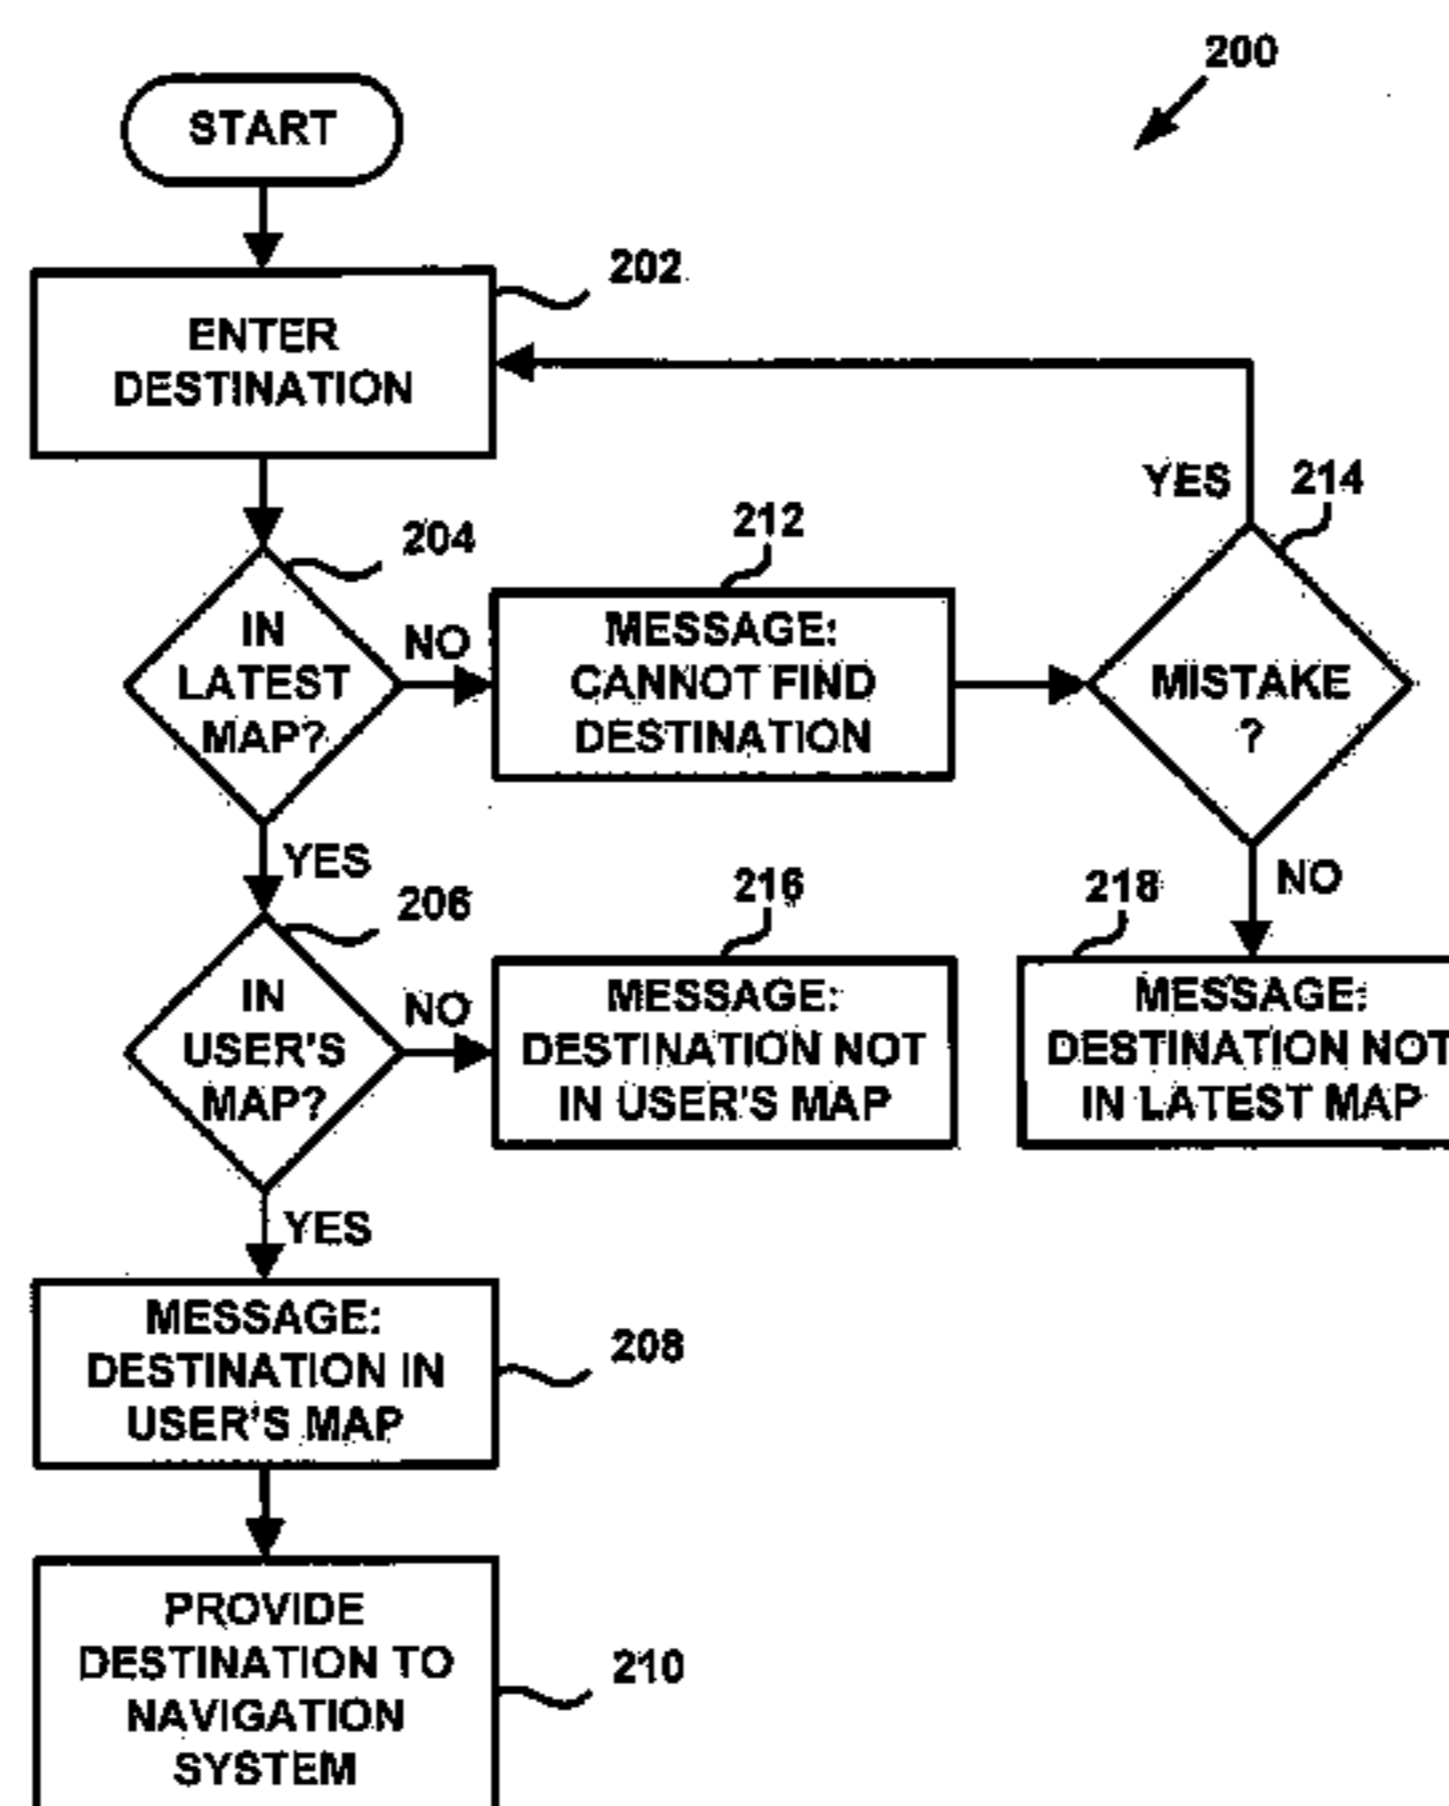 200
START
202
ENTER
DESTINATION
YES
214
212
204
IN
LATEST
MAP?
NO
MESSAGE:
CANNOT FIND
DESTINATION
MISTAKE
?
YES
NO
206
216
218
IN
USER'S
MAP?
NO
MESSAGE:
DESTINATION NOT
IN USER'S MAP
MESSAGE:
DESTINATION NOT
IN LATEST MAP
YES
MESSAGE:
DESTINATION IN
USER'S MAP
208
PROVIDE
DESTINATION TO
NAVIGATION
SYSTEM
210